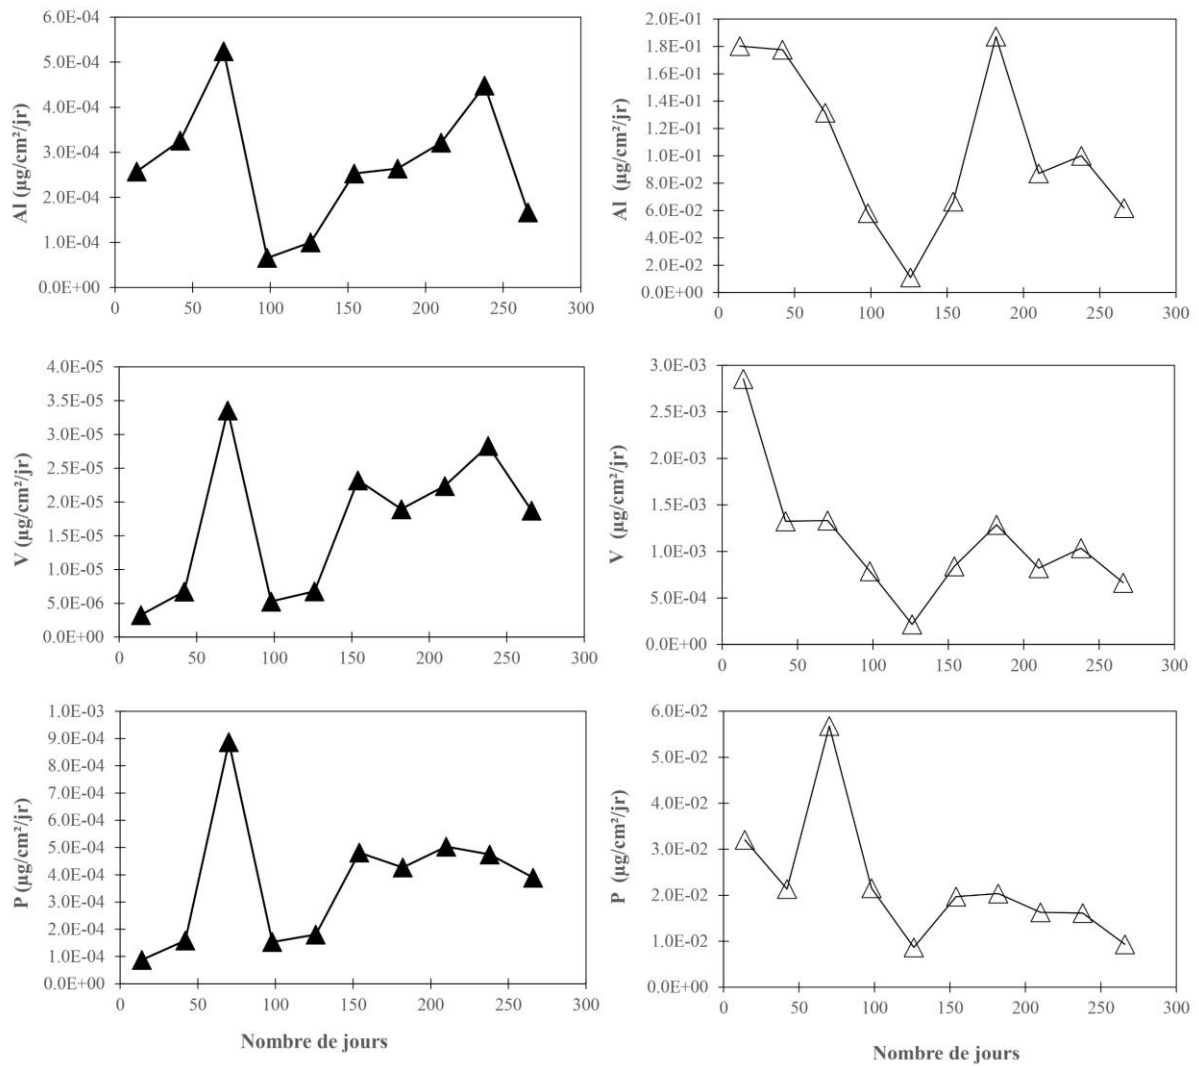 6.0E-04
5.0E-04
4.0E-04
3.0E-04
2.0E-04
1.0E-04
0.0E+00
Al (µg/cm²/jr)
0 50 100 150 200 250 300
2.0E-01
1.8E-01
1.6E-01
1.4E-01
1.2E-01
1.0E-01
8.0E-02
6.0E-02
4.0E-02
2.0E-02
0.0E+00
Al (µg/cm²/jr)
0 50 100 150 200 250 300
4.0E-05
3.5E-05
3.0E-05
2.5E-05
2.0E-05
1.5E-05
1.0E-05
5.0E-06
0.0E+00
V (µg/cm²/jr)
0 50 100 150 200 250 300
3.0E-03
2.5E-03
2.0E-03
1.5E-03
1.0E-03
5.0E-04
0.0E+00
V (µg/cm²/jr)
0 50 100 150 200 250 300
1.0E-03
9.0E-04
8.0E-04
7.0E-04
6.0E-04
5.0E-04
4.0E-04
3.0E-04
2.0E-04
1.0E-04
0.0E+00
P (µg/cm²/jr)
0 50 100 150 200 250 300
Nombre de jours
6.0E-02
5.0E-02
4.0E-02
3.0E-02
2.0E-02
1.0E-02
0.0E+00
P (µg/cm²/jr)
0 50 100 150 200 250 300
Nombre de jours